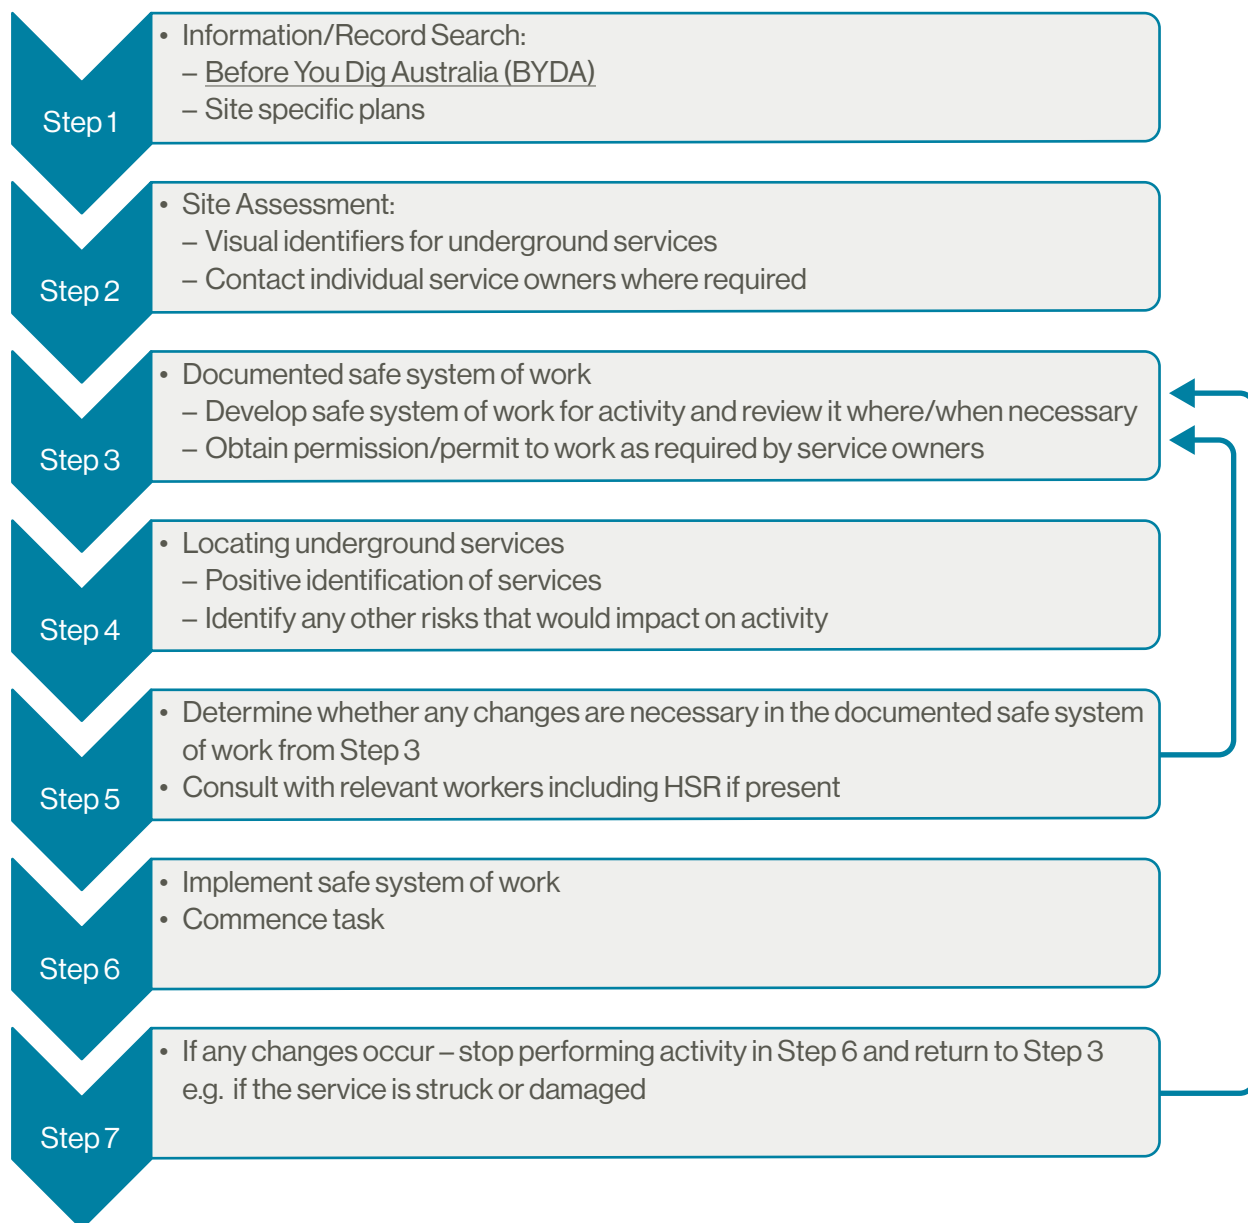 Step 1
• Information/Record Search:
– Before You Dig Australia (BYDA)
– Site specific plans
Step 2
• Site Assessment:
– Visual identifiers for underground services
– Contact individual service owners where required
Step 3
• Documented safe system of work
– Develop safe system of work for activity and review it where/when necessary
– Obtain permission/permit to work as required by service owners
Step 4
• Locating underground services
– Positive identification of services
– Identify any other risks that would impact on activity
Step 5
• Determine whether any changes are necessary in the documented safe system
of work from Step 3
• Consult with relevant workers including HSR if present
Step 6
• Implement safe system of work
• Commence task
Step 7
• If any changes occur – stop performing activity in Step 6 and return to Step 3
e.g. if the service is struck or damaged